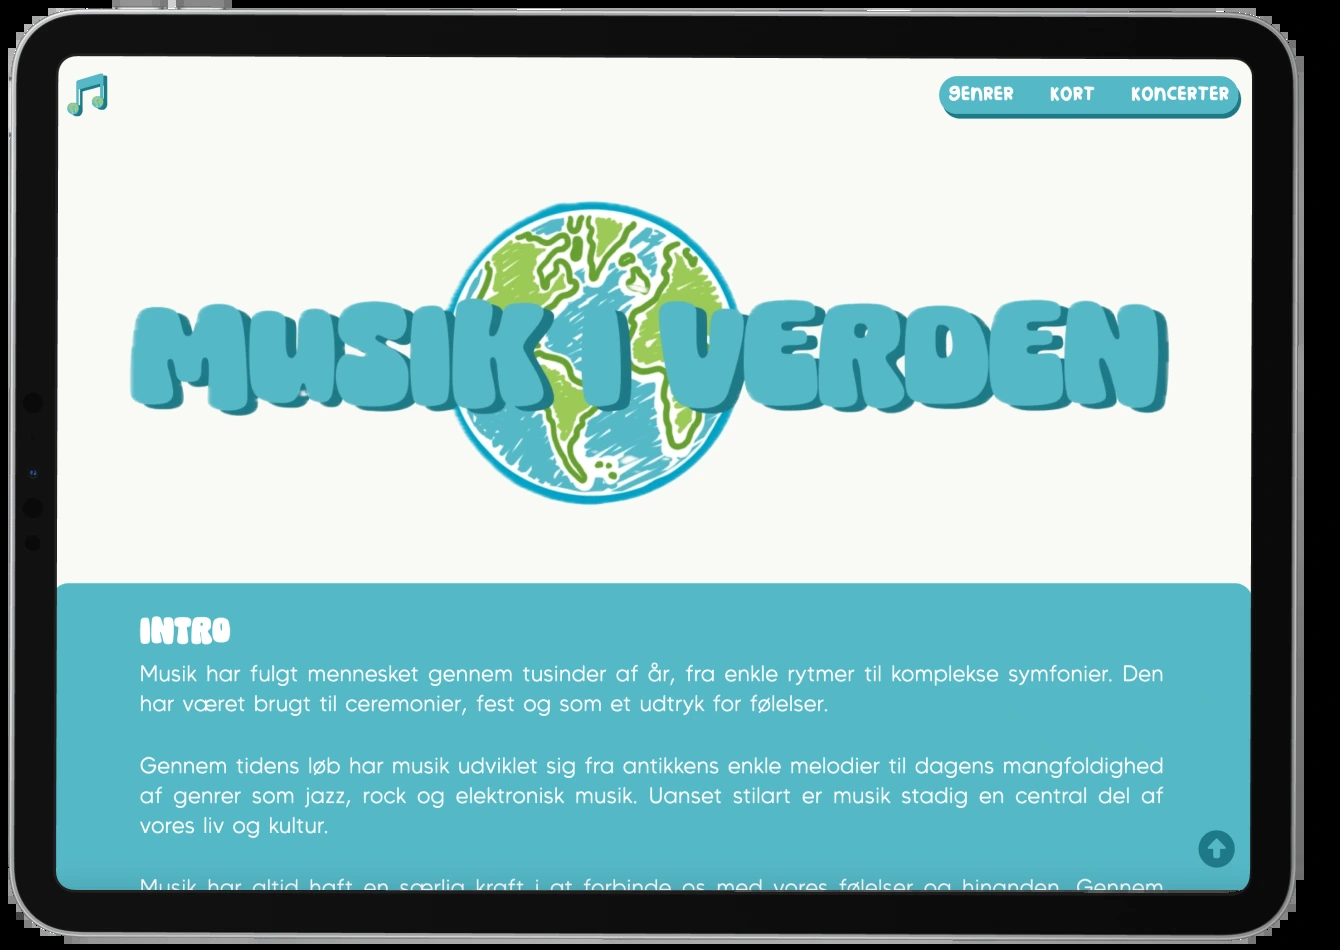 GENRER KORT KONCERTER
MUSIK I VERDEN
INTRO
Musik har fulgt mennesket gennem tusinder af år, fra enkle rytmer til komplekse symfonier. Den
har været brugt til ceremonier, fest og som et udtryk for følelser.
Gennem tidens løb har musik udviklet sig fra antikkens enkle melodier til dagens mangfoldighed
af genrer som jazz, rock og elektronisk musik. Uanset stilart er musik stadig en central del af
vores liv og kultur.
Musik har altid haft en særlig kraft i at forbinde os med vores følelser og hinanden. Gennem